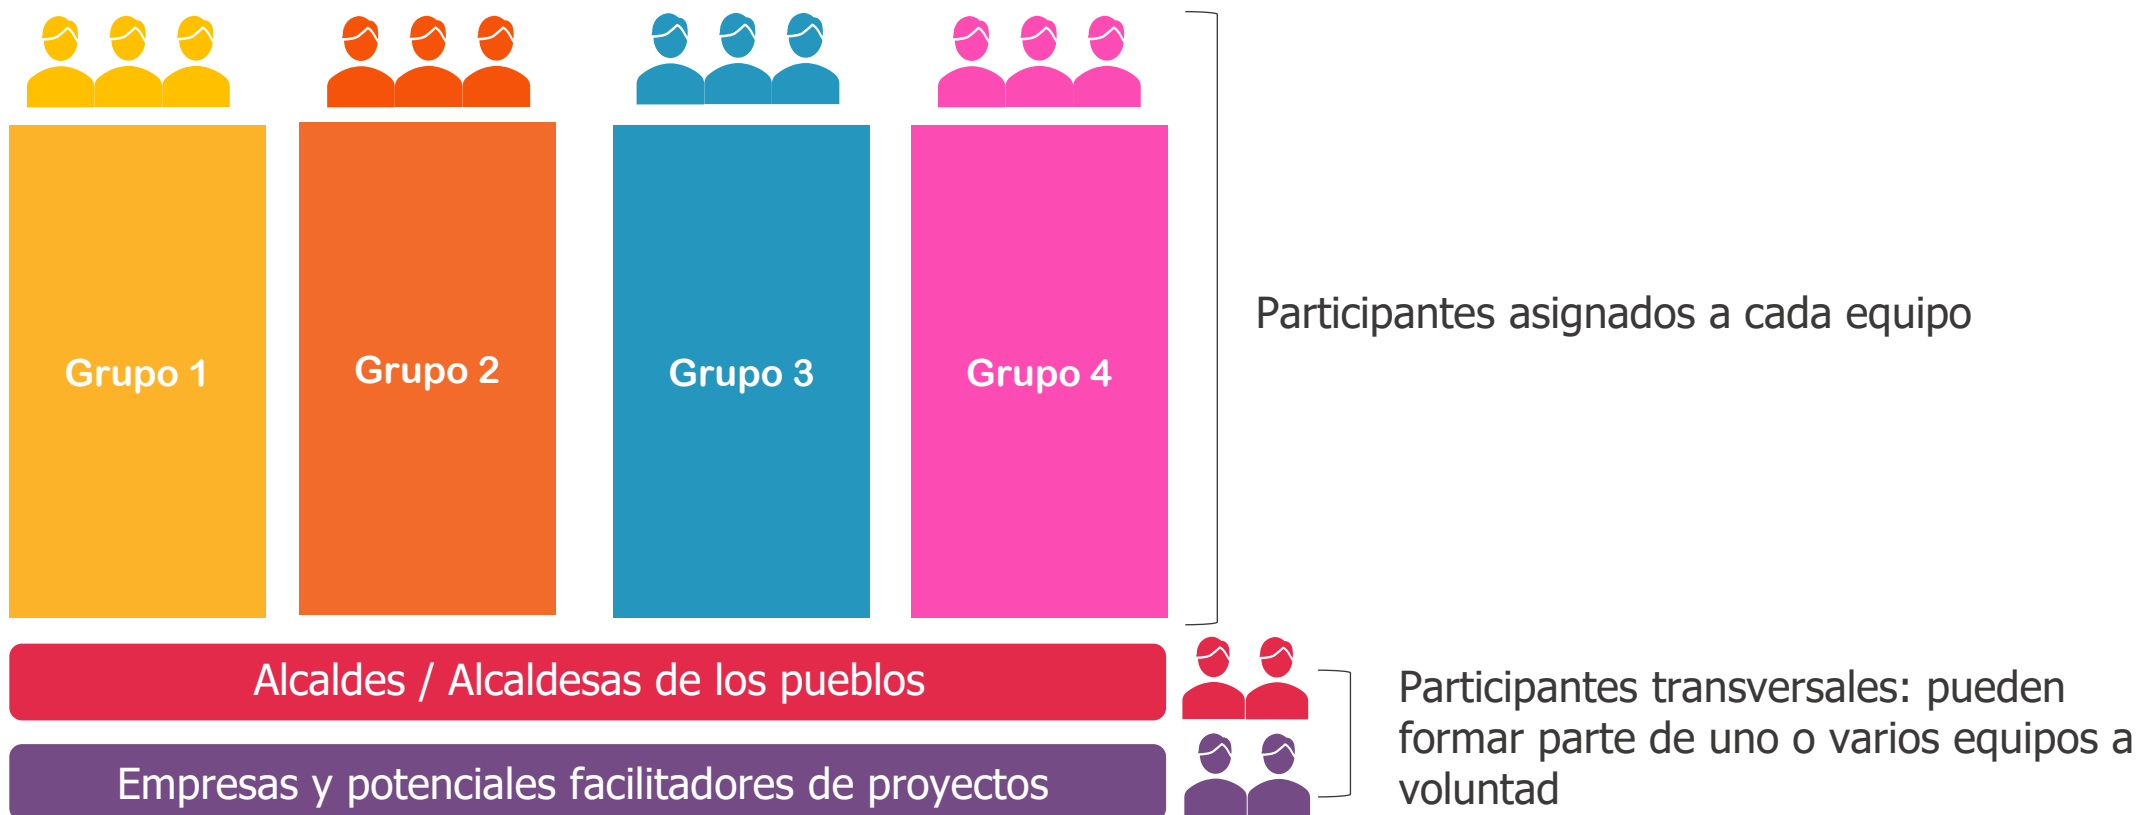 Grupo 1
Grupo 2
Grupo 3
Grupo 4
Participantes asignados a cada equipo
Alcaldes / Alcaldesas de los pueblos
Empresas y potenciales facilitadores de proyectos
Participantes transversales: pueden
formar parte de uno o varios equipos a
voluntad